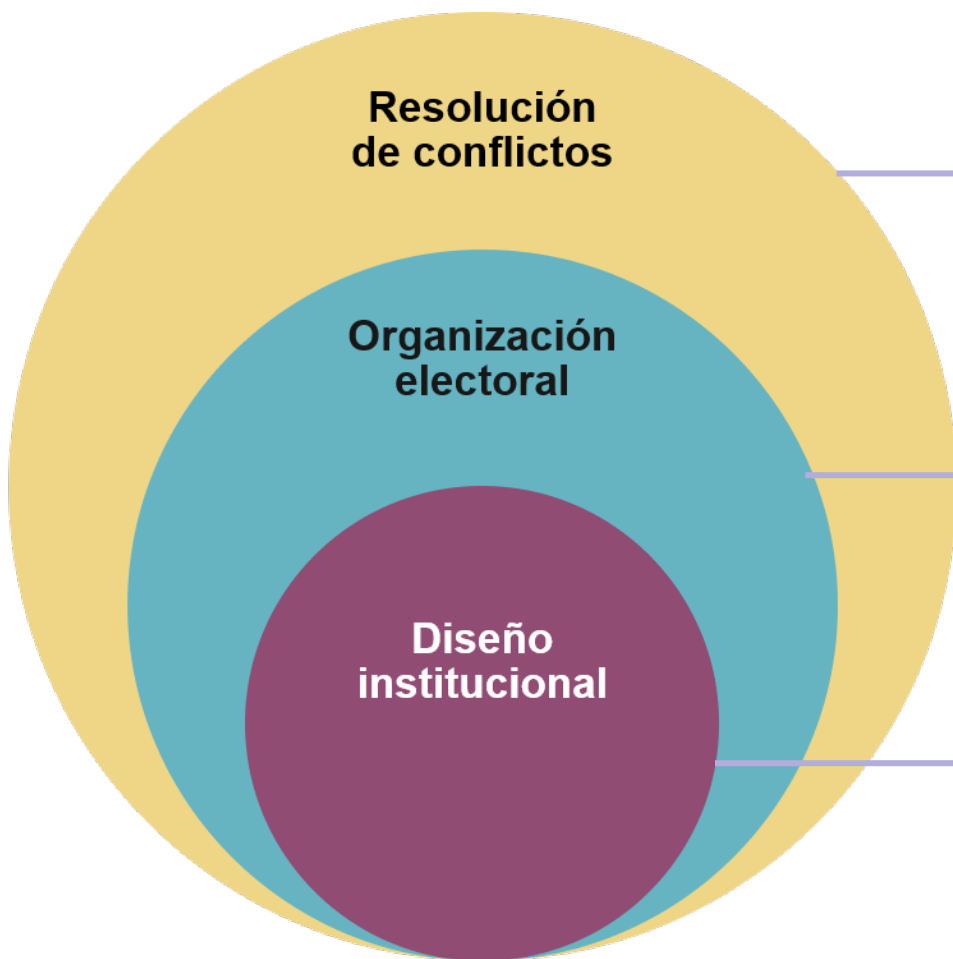 Resolución
de conflictos
Organización
electoral
Diseño
institucional